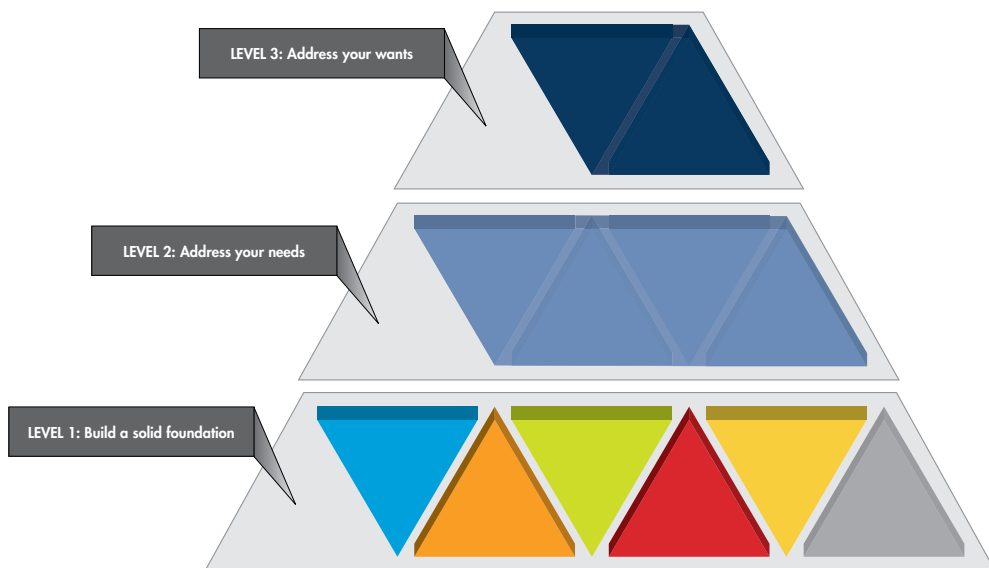 LEVEL 3: Address your wants
LEVEL 2: Address your needs
LEVEL 1: Build a solid foundation